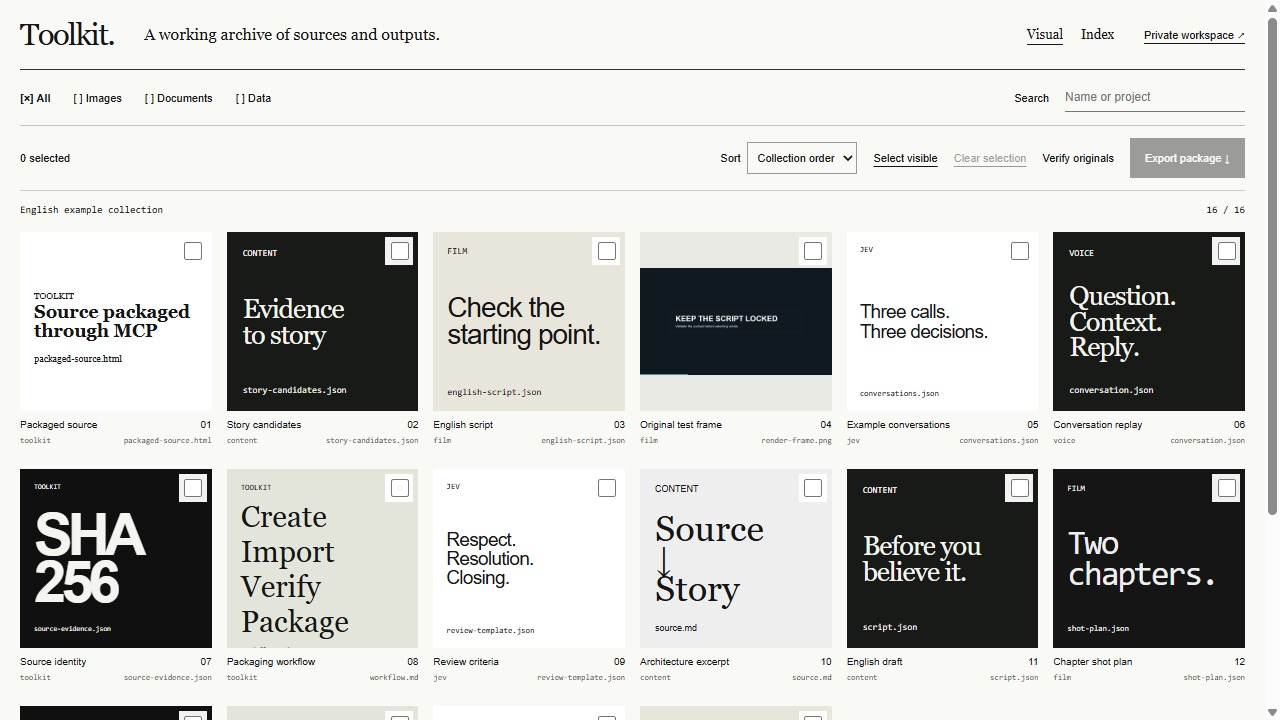 Toolkit.
A working archive of sources and outputs.
Visual
Index
Private workspace ↗
[×] All
[ ] Images
[ ] Documents
[ ] Data
Search
Name or project
0 selected
Sort
Collection order
Select visible
Clear selection
Verify originals
Export package ↓
English example collection
16 / 16
TOOLKIT
Source packaged
through MCP
packaged-source.html
Packaged source
01
toolkit
packaged-source.html
CONTENT
Evidence
to story
story-candidates.json
Story candidates
02
content
story-candidates.json
FILM
Check the
starting point.
english-script.json
English script
03
film
english-script.json
KEEP THE SCRIPT LOCKED
Original test frame
04
film
render-frame.png
JEV
Three calls.
Three decisions.
conversations.json
Example conversations
05
jev
conversations.json
VOICE
Question.
Context.
Reply.
conversation.json
Conversation replay
06
voice
conversation.json
TOOLKIT
SHA
256
source-evidence.json
Source identity
07
toolkit
source-evidence.json
TOOLKIT
Create
Import
Verify
Package
Packaging workflow
08
toolkit
workflow.md
JEV
Respect.
Resolution.
Closing.
review-template.json
Review criteria
09
jev
review-template.json
CONTENT
Source
↓
Story
source.md
Architecture excerpt
10
content
source.md
CONTENT
Before you
believe it.
script.json
English draft
11
content
script.json
FILM
Two
chapters.
shot-plan.json
Chapter shot plan
12
film
shot-plan.json